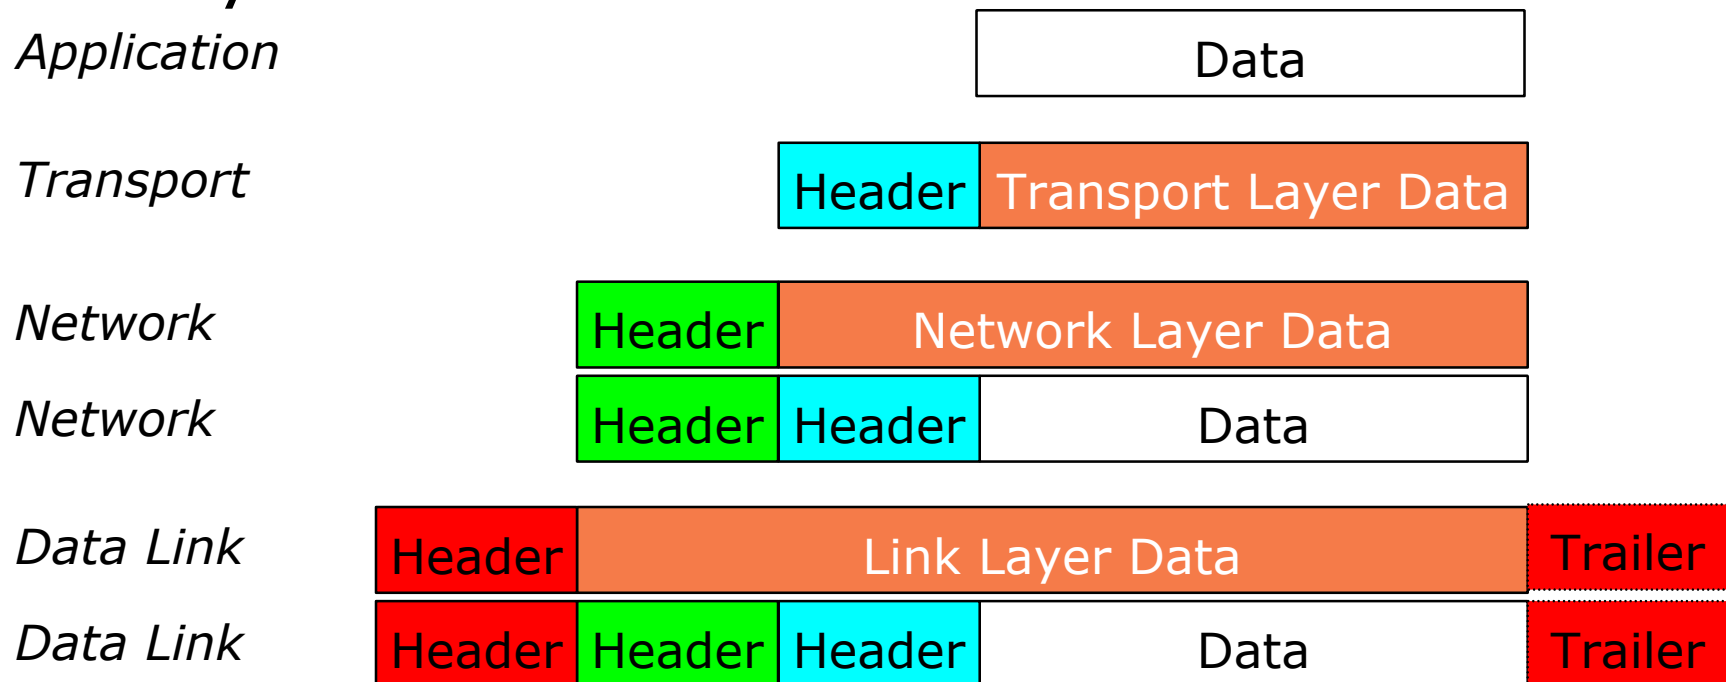 Application Data
Transport Header Transport Layer Data
Network Header Network Layer Data
Network Header Header Data
Data Link Header Link Layer Data Trailer
Data Link Header Header Header Data Trailer